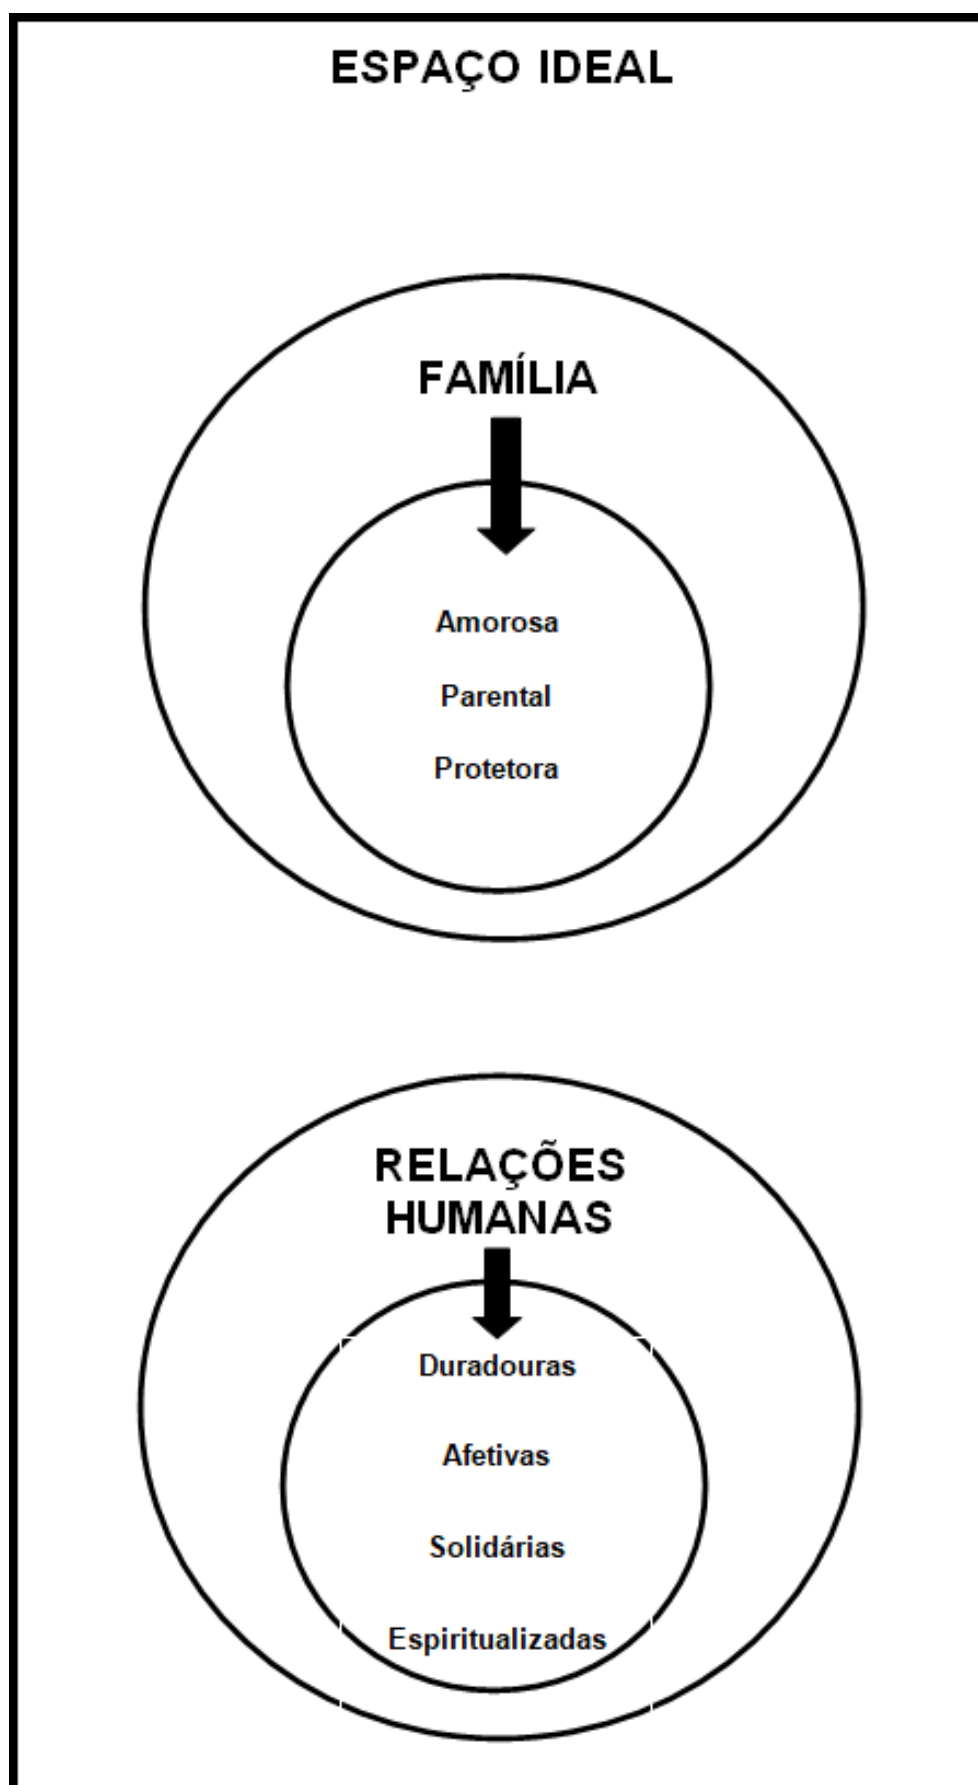 ESPAÇO IDEAL
FAMÍLIA
Amorosa
Parental
Protetora
RELAÇÕES
HUMANAS
Duradouras
Afetivas
Solidárias
Espiritualizadas